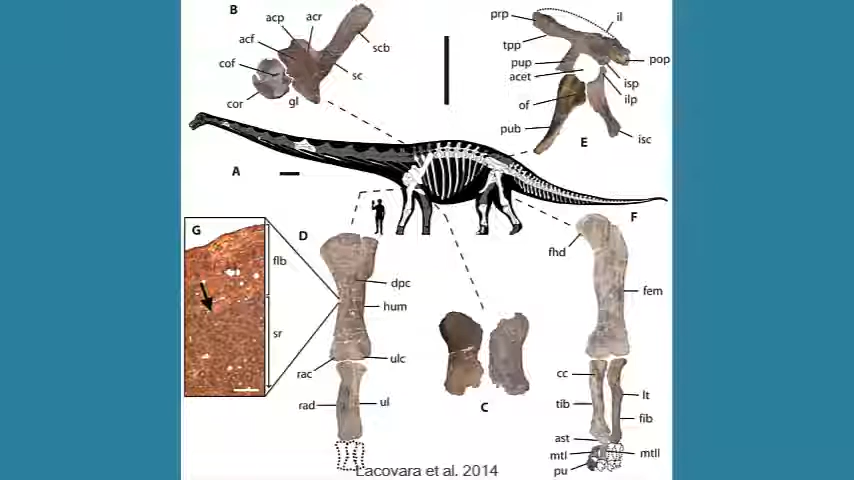 B
acp
acr
acf
scb
cof
sc
cor
gl
prp
il
tpp
pop
pup
acet
isp
ilp
of
pub
isc
E
A
G
D
F
flb
dpc
fhd
hum
fem
sr
ulc
rac
cc
lt
rad
ul
C
tib
fib
ast
mtI
mtII
pu
Lacovara et al. 2014